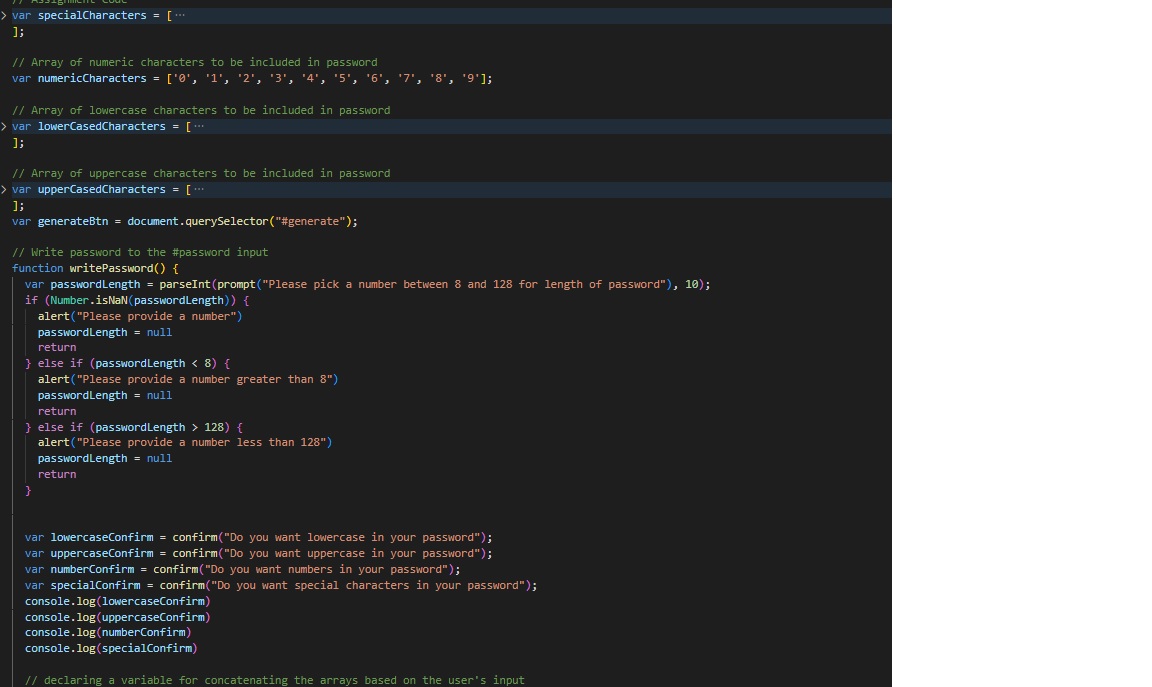 // Assignment Code
var specialCharacters = [ ···
];

// Array of numeric characters to be included in password
var numericCharacters = ['0', '1', '2', '3', '4', '5', '6', '7', '8', '9'];

// Array of lowercase characters to be included in password
var lowerCasedCharacters = [ ···
];

// Array of uppercase characters to be included in password
var upperCasedCharacters = [ ···
];
var generateBtn = document.querySelector("#generate");

// Write password to the #password input
function writePassword() {
  var passwordLength = parseInt(prompt("Please pick a number between 8 and 128 for length of password"), 10);
  if (Number.isNaN(passwordLength)) {
    alert("Please provide a number")
    passwordLength = null
    return
  } else if (passwordLength < 8) {
    alert("Please provide a number greater than 8")
    passwordLength = null
    return
  } else if (passwordLength > 128) {
    alert("Please provide a number less than 128")
    passwordLength = null
    return
  }

  var lowercaseConfirm = confirm("Do you want lowercase in your password");
  var uppercaseConfirm = confirm("Do you want uppercase in your password");
  var numberConfirm = confirm("Do you want numbers in your password");
  var specialConfirm = confirm("Do you want special characters in your password");
  console.log(lowercaseConfirm)
  console.log(uppercaseConfirm)
  console.log(numberConfirm)
  console.log(specialConfirm)

  // declaring a variable for concatenating the arrays based on the user's input